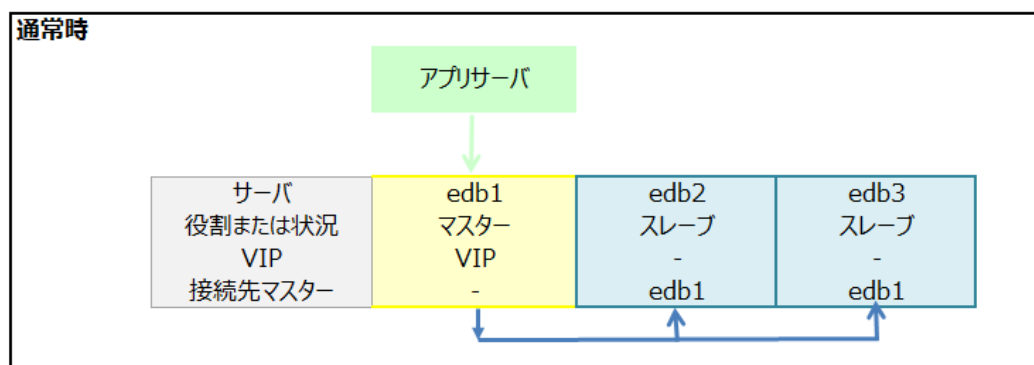 通常時
アプリサーバ
サーバ edb1 edb2 edb3
役割または状況 マスター スレーブ スレーブ
VIP VIP - -
接続先マスター - edb1 edb1